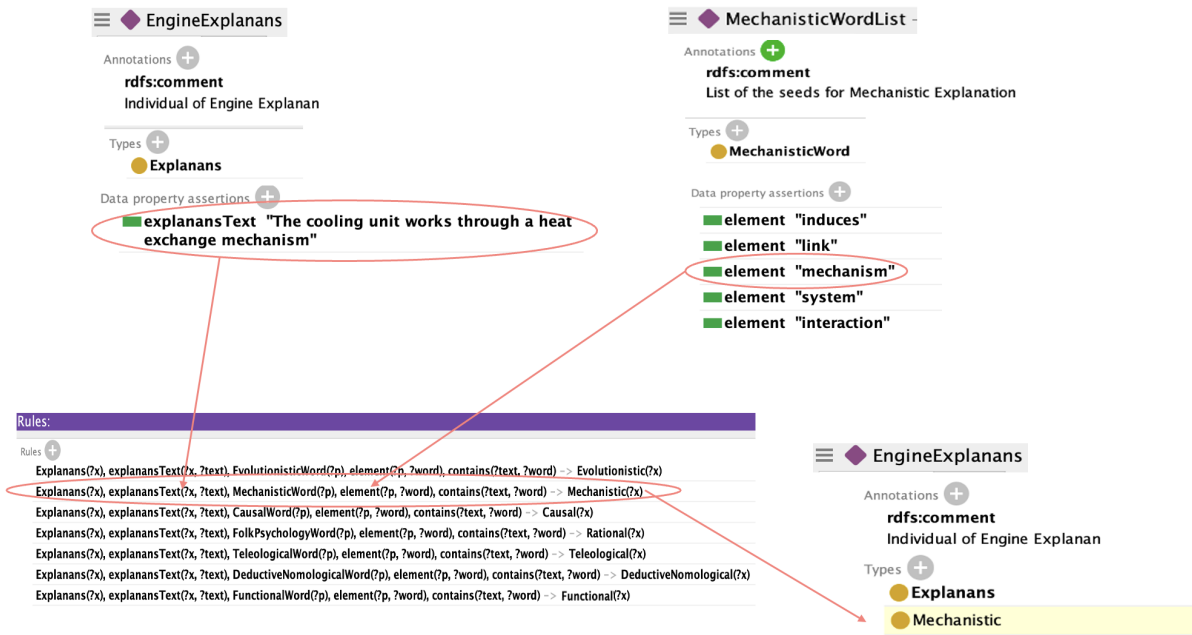 EngineExplanans
Annotations
rdfs:comment
Individual of Engine Explanan
Types
Explanans
Data property assertions
explanansText "The cooling unit works through a heat
exchange mechanism"
MechanisticWordList
Annotations
rdfs:comment
List of the seeds for Mechanistic Explanation
Types
MechanisticWord
Data property assertions
element "induces"
element "link"
element "mechanism"
element "system"
element "interaction"
Rules:
Rules
Explanans(?x), explanansText(?x, ?text), EvolutionisticWord(?p), element(?p, ?word), contains(?text, ?word) -> Evolutionistic(?x)
Explanans(?x), explanansText(?x, ?text), MechanisticWord(?p), element(?p, ?word), contains(?text, ?word) -> Mechanistic(?x)
Explanans(?x), explanansText(?x, ?text), CausalWord(?p), element(?p, ?word), contains(?text, ?word) -> Causal(?x)
Explanans(?x), explanansText(?x, ?text), FolkPsychologyWord(?p), element(?p, ?word), contains(?text, ?word) -> Rational(?x)
Explanans(?x), explanansText(?x, ?text), TeleologicalWord(?p), element(?p, ?word), contains(?text, ?word) -> Teleological(?x)
Explanans(?x), explanansText(?x, ?text), DeductiveNomologicalWord(?p), element(?p, ?word), contains(?text, ?word) -> DeductiveNomological(?x)
Explanans(?x), explanansText(?x, ?text), FunctionalWord(?p), element(?p, ?word), contains(?text, ?word) -> Functional(?x)
EngineExplanans
Annotations
rdfs:comment
Individual of Engine Explanan
Types
Explanans
Mechanistic